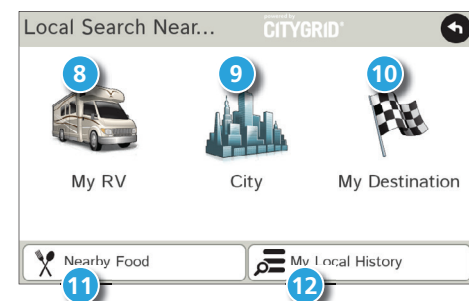 Local Search Near...
powered by
CITYGRID®
8
9
10
My RV
City
My Destination
Nearby Food
My Local History
11
12